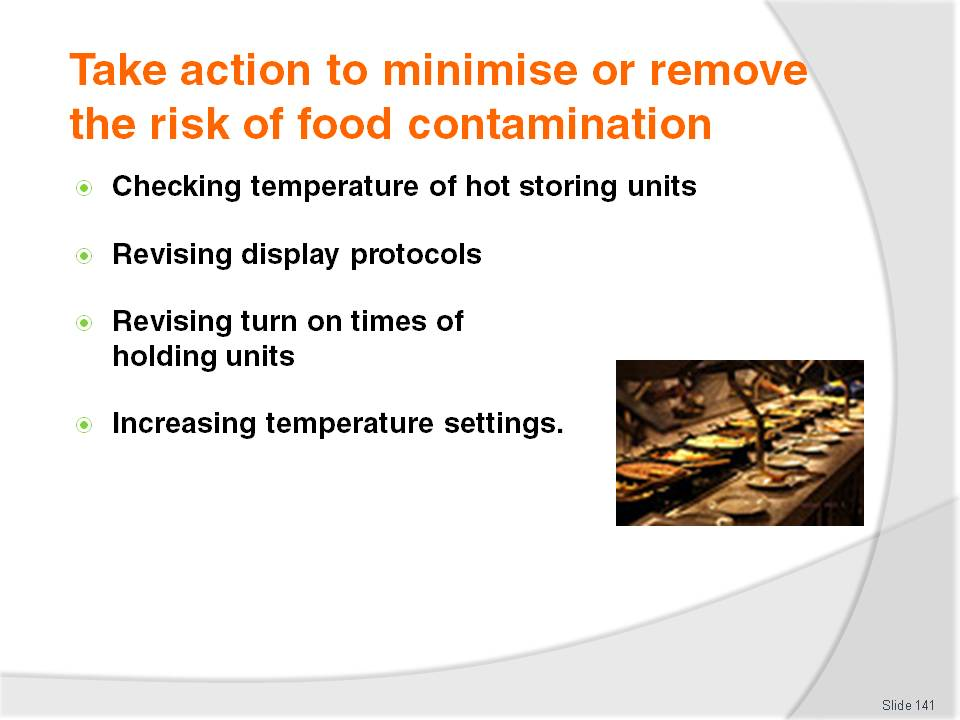 Take action to minimise or remove
the risk of food contamination
Checking temperature of hot storing units
Revising display protocols
Revising turn on times of
holding units
Increasing temperature settings.
Slide 141